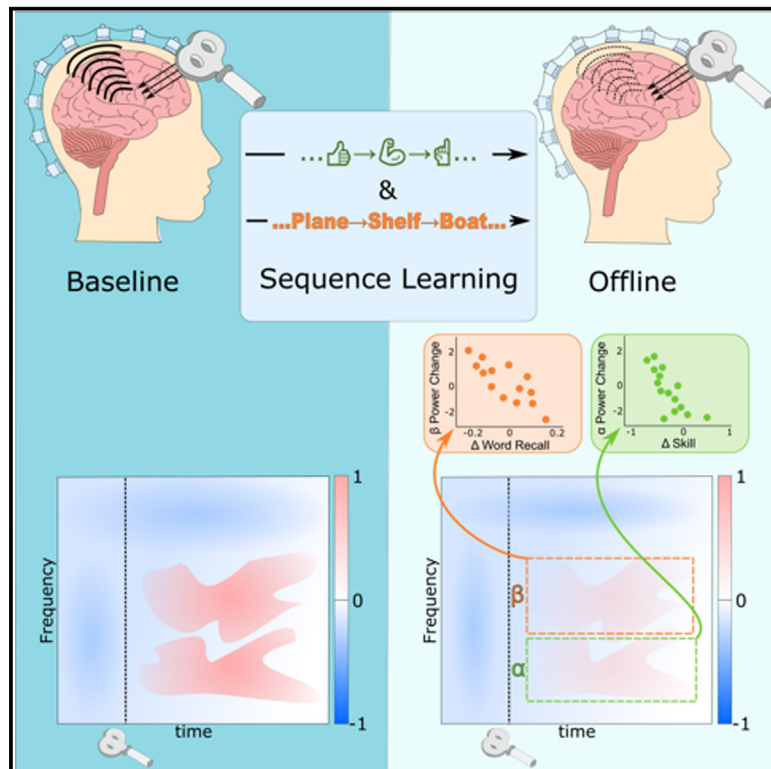 ...👍→💪→☝...
&
...Plane→Shelf→Boat...
Baseline
Sequence Learning
Offline
β Power Change
2
0
-2
-0.2
0
0.2
Δ Word Recall
α Power Change
2
0
-2
-1
0
1
Δ Skill
Frequency
1
0
-1
time
Frequency
β
α
1
0
-1
time